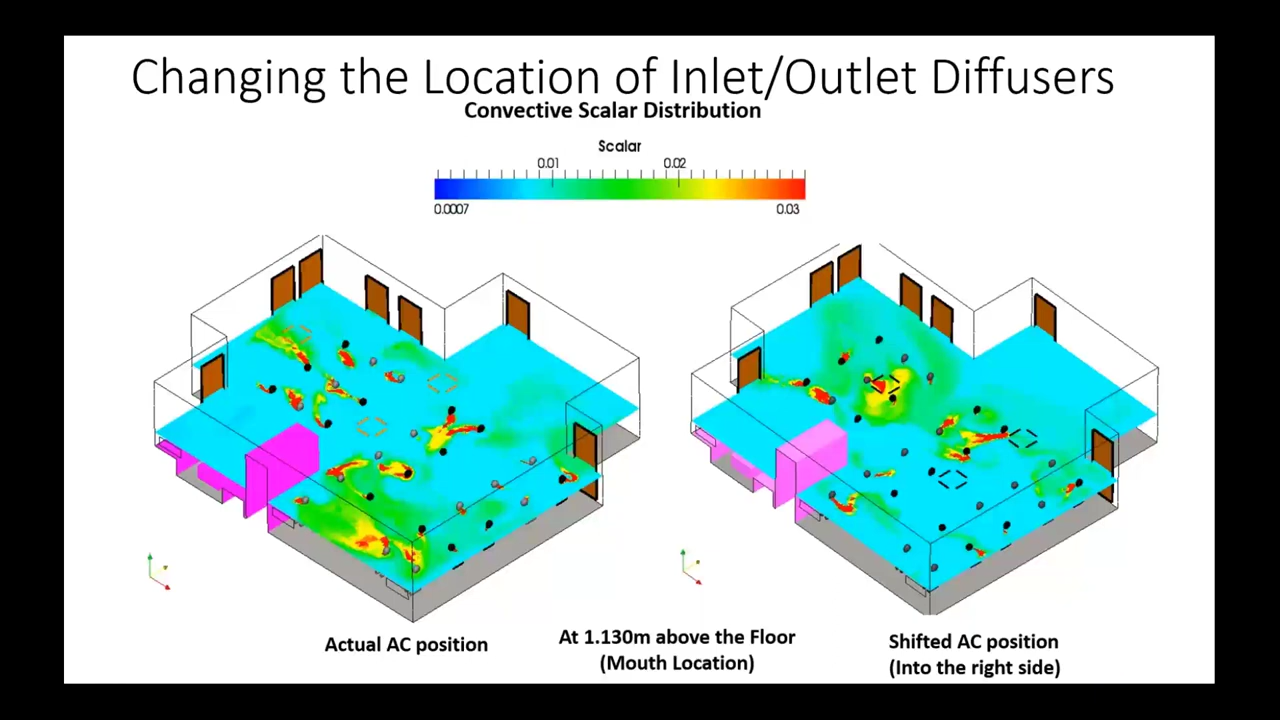 Changing the Location of Inlet/Outlet Diffusers
Convective Scalar Distribution
Scalar
0.01 0.02
0.0007 0.03
Actual AC position
At 1.130m above the Floor
(Mouth Location)
Shifted AC position
(Into the right side)